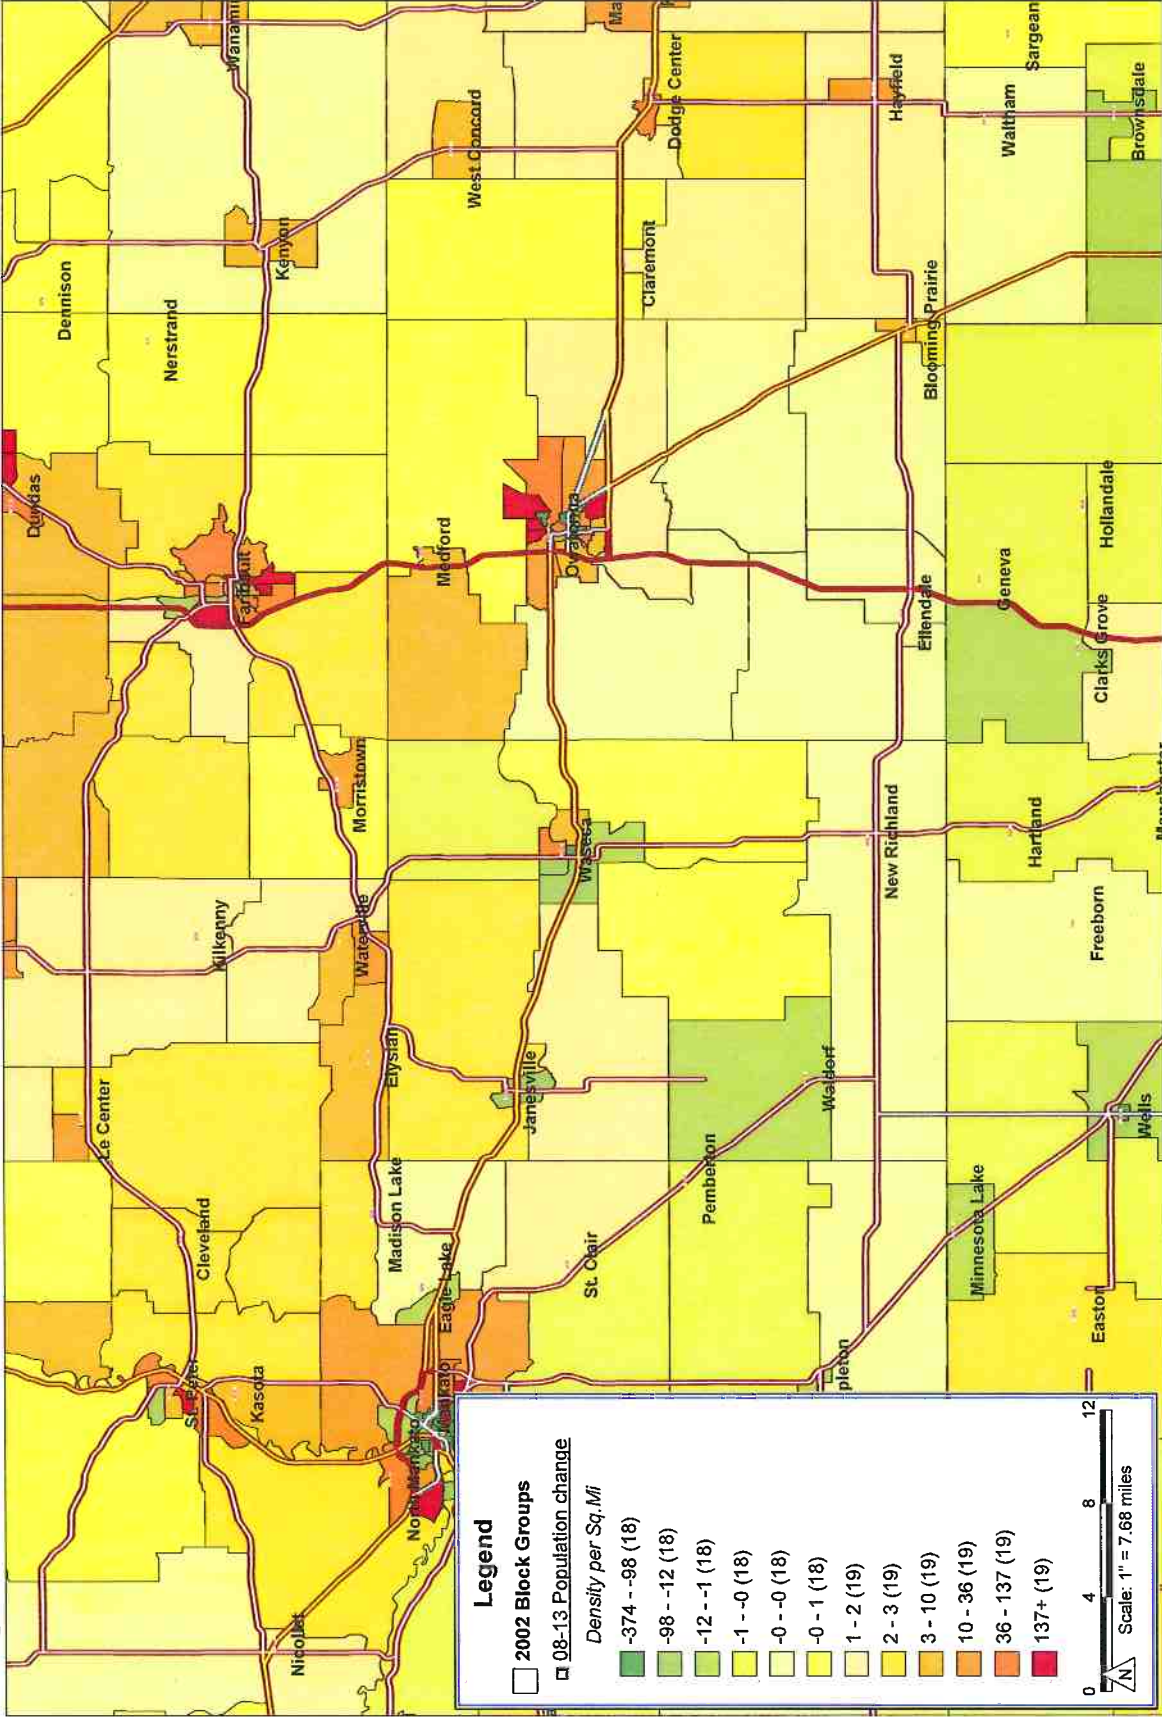 Dennison
Nerstrand
Kenyon
West Concord
Dodge Center
Claremont
Hayfield
Waltham
Sargean
Brownsdale
Blooming Prairie
Dundas
Faribault
Medford
Owatonna
Ellendale
Geneva
Hollandale
Clarks Grove
Morristown
Waseca
New Richland
Hartland
Kilkenny
Waterville
Freeborn
Le Center
Elysian
Janesville
Waldorf
Wells
Cleveland
Madison Lake
Pemberton
Minnesota Lake
St. Clair
Eagle Lake
Easton
St. Peter
Kasota
Mankato
North Mankato
pleton
Nicollet
Legend
2002 Block Groups
08-13 Population change
Density per Sq.Mi
-374 - -98 (18)
-98 - -12 (18)
-12 - -1 (18)
-1 - -0 (18)
-0 - -0 (18)
-0 - 1 (18)
1 - 2 (19)
2 - 3 (19)
3 - 10 (19)
10 - 36 (19)
36 - 137 (19)
137+ (19)
0 4 8 12
N
Scale: 1" = 7.68 miles